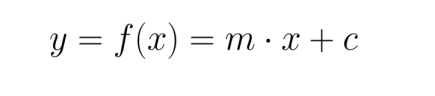 y = f(x) = m · x + c